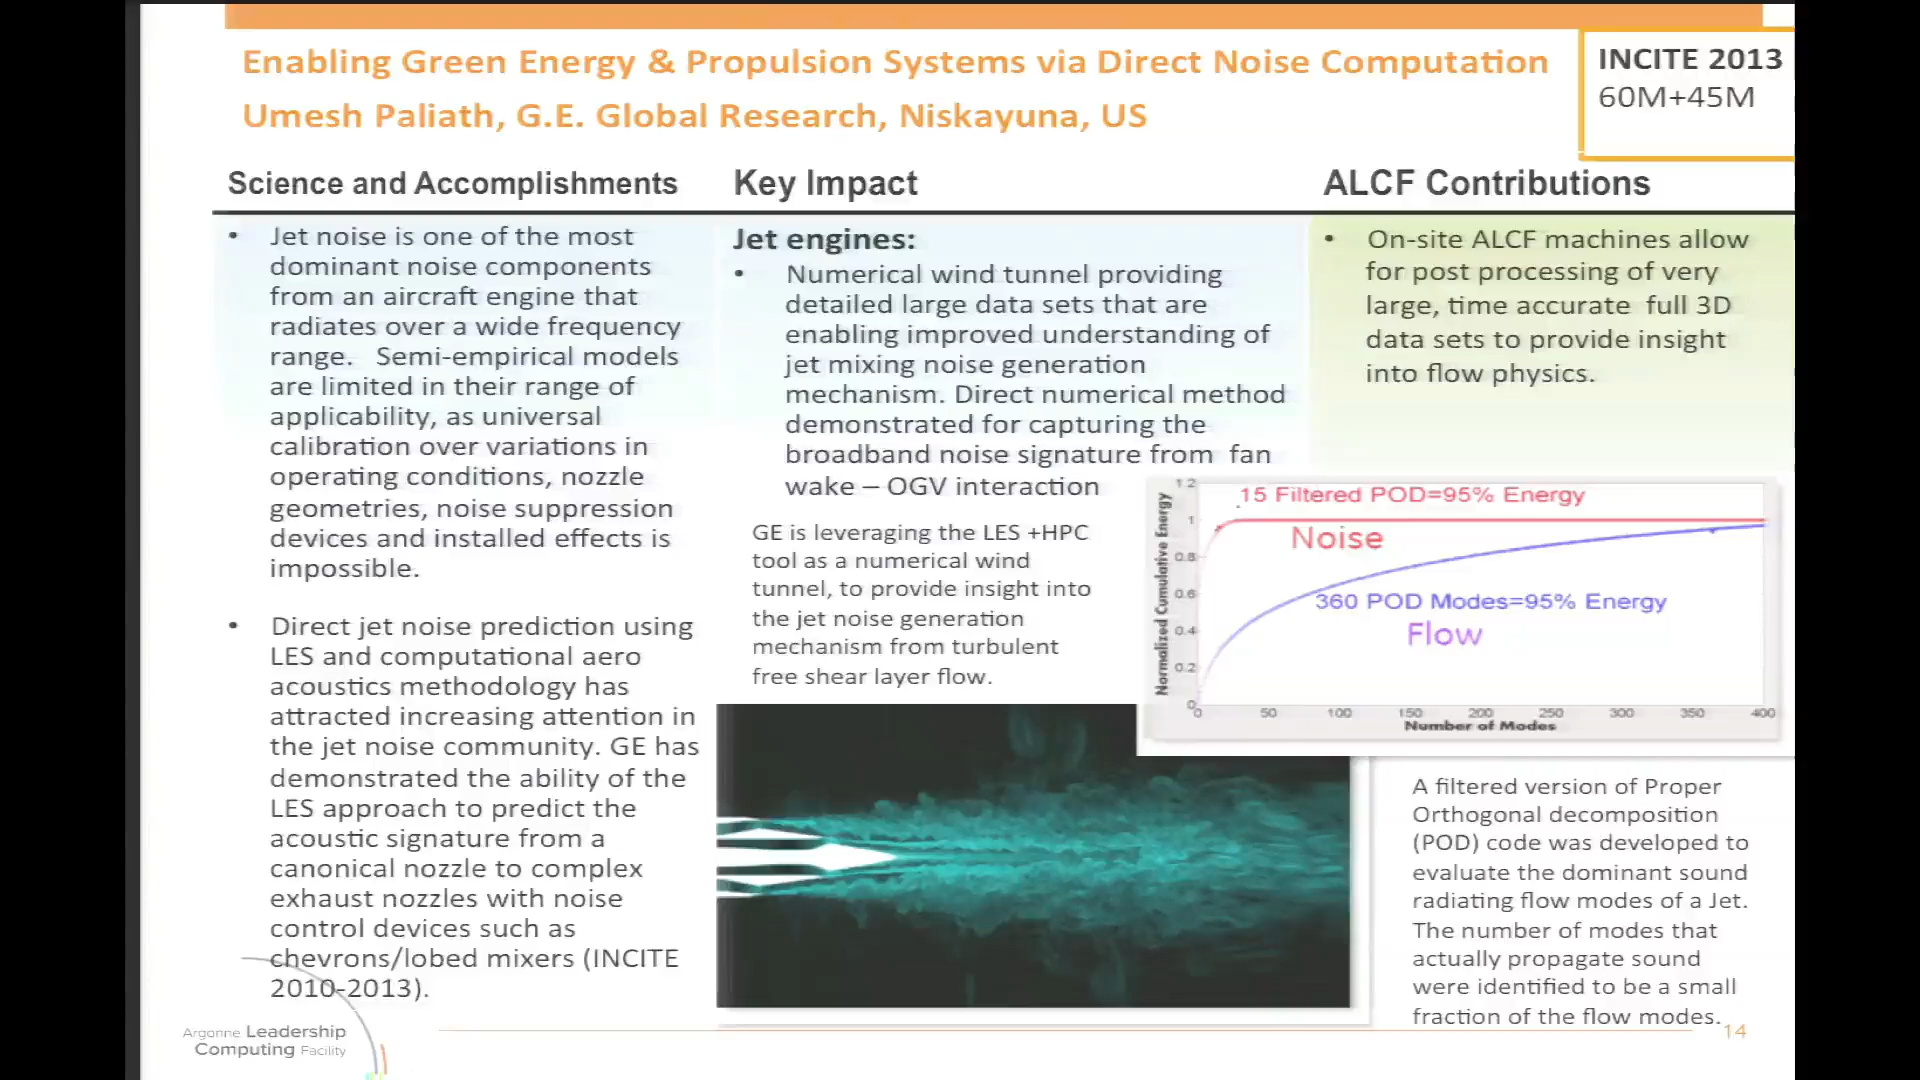 Enabling Green Energy & Propulsion Systems via Direct Noise Computation
Umesh Paliath, G.E. Global Research, Niskayuna, US
INCITE 2013
60M+45M
Science and Accomplishments
• Jet noise is one of the most
dominant noise components
from an aircraft engine that
radiates over a wide frequency
range. Semi-empirical models
are limited in their range of
applicability, as universal
calibration over variations in
operating conditions, nozzle
geometries, noise suppression
devices and installed effects is
impossible.
• Direct jet noise prediction using
LES and computational aero
acoustics methodology has
attracted increasing attention in
the jet noise community. GE has
demonstrated the ability of the
LES approach to predict the
acoustic signature from a
canonical nozzle to complex
exhaust nozzles with noise
control devices such as
chevrons/lobed mixers (INCITE
2010-2013).
Key Impact
Jet engines:
• Numerical wind tunnel providing
detailed large data sets that are
enabling improved understanding of
jet mixing noise generation
mechanism. Direct numerical method
demonstrated for capturing the
broadband noise signature from fan
wake – OGV interaction
GE is leveraging the LES +HPC
tool as a numerical wind
tunnel, to provide insight into
the jet noise generation
mechanism from turbulent
free shear layer flow.
ALCF Contributions
• On-site ALCF machines allow
for post processing of very
large, time accurate full 3D
data sets to provide insight
into flow physics.
Normalized Cumulative Energy
1.2
1
0.8
0.6
0.4
0.2
0
15 Filtered POD=95% Energy
Noise
360 POD Modes=95% Energy
Flow
0 50 100 150 200 250 300 350 400
Number of Modes
A filtered version of Proper
Orthogonal decomposition
(POD) code was developed to
evaluate the dominant sound
radiating flow modes of a Jet.
The number of modes that
actually propagate sound
were identified to be a small
fraction of the flow modes.
Argonne Leadership
Computing Facility
14